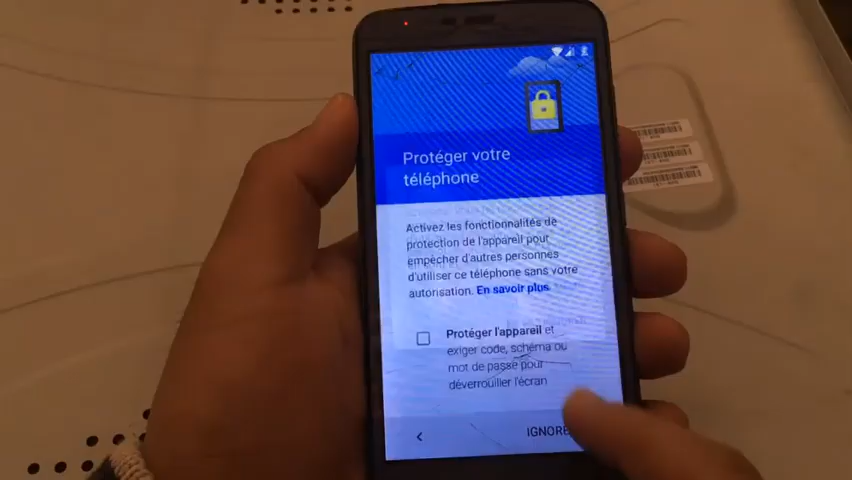 Protéger votre
téléphone
Activez les fonctionnalités de
protection de l'appareil pour
empêcher d'autres personnes
d'utiliser ce téléphone sans votre
autorisation. En savoir plus
Protéger l'appareil et
exiger code, schéma ou
mot de passe pour
déverrouiller l'écran